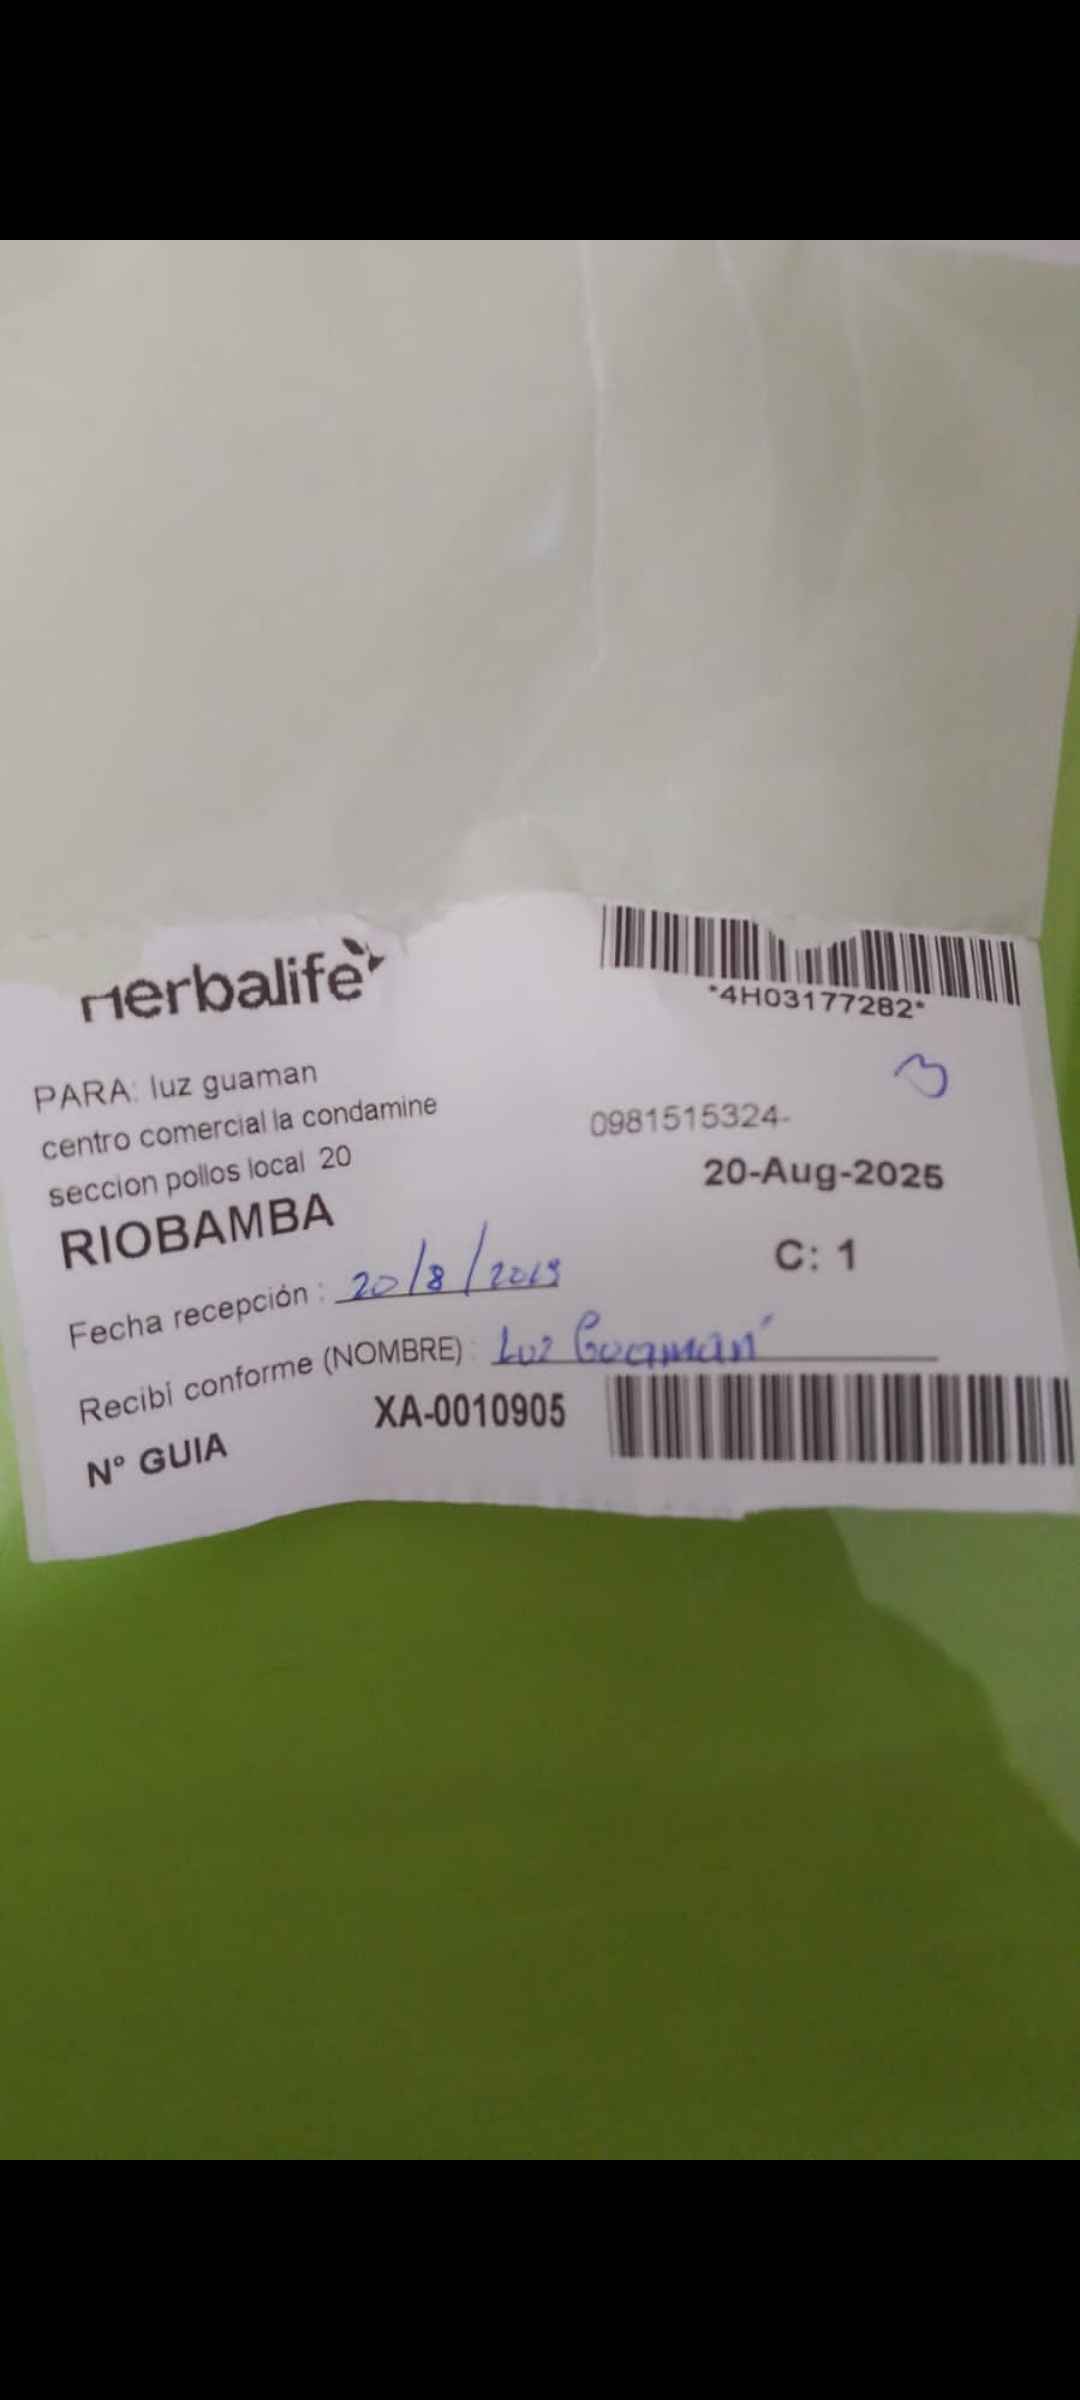 Herbalife
*4H03177282*
PARA: luz guaman
centro comercial la condamine
seccion pollos local 20
0981515324-
20-Aug-2025
RIOBAMBA
C: 1
Fecha recepción : 20/8/2019
Recibí conforme (NOMBRE) : Luz Guamán
N° GUIA XA-0010905